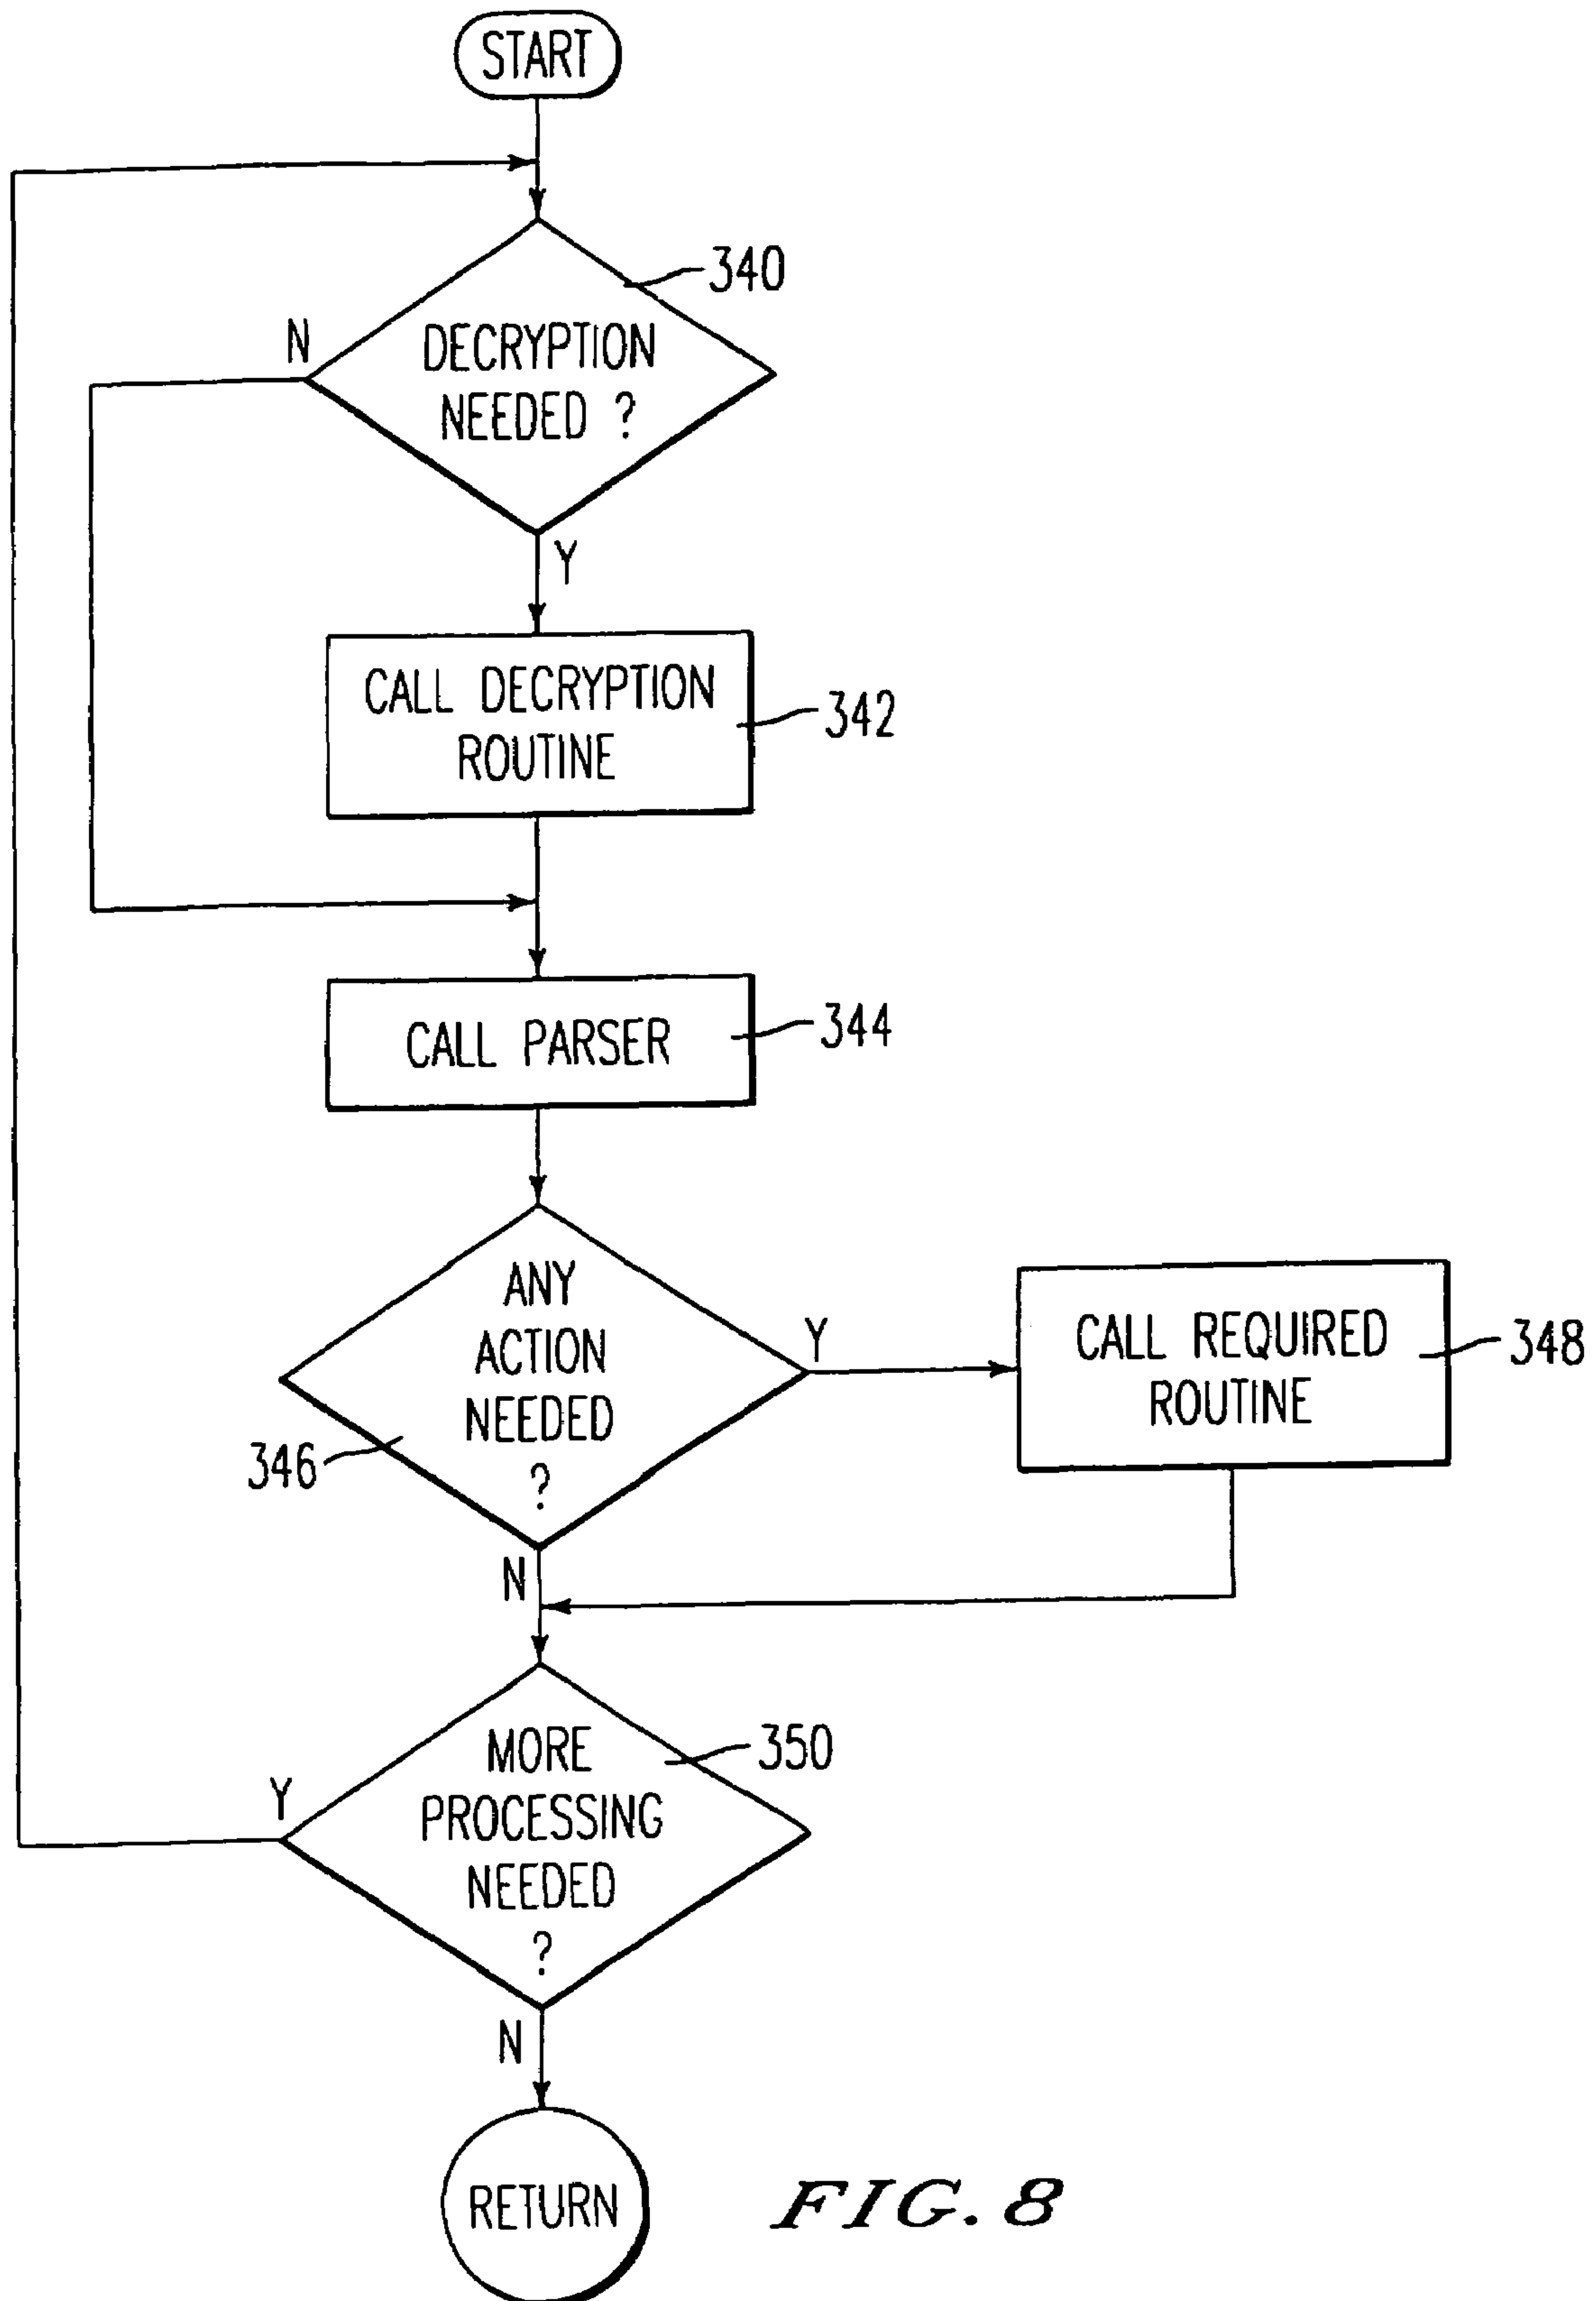 START
340
N
DECRYPTION
NEEDED ?
Y
CALL DECRYPTION
ROUTINE
342
CALL PARSER
344
ANY
ACTION
NEEDED
?
346
Y
CALL REQUIRED
ROUTINE
348
N
MORE
PROCESSING
NEEDED
?
350
Y
N
RETURN
FIG. 8